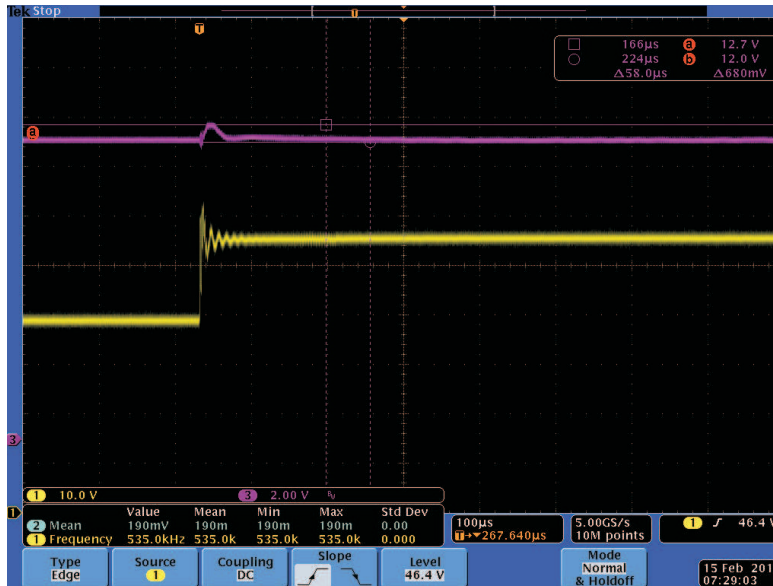 Tek Stop
T
T
166μs a 12.7 V
224μs b 12.0 V
Δ58.0μs Δ680mV
a
3
1
1 10.0 V 3 2.00 V
Value Mean Min Max Std Dev
2 Mean 190mV 190m 190m 190m 0.00
1 Frequency 535.0kHz 535.0k 535.0k 535.0k 0.000
100μs
T→▼267.640μs
5.00GS/s
10M points
1 46.4 V
Type
Edge
Source
1
Coupling
DC
Slope
Level
46.4 V
Mode
Normal
& Holdoff
15 Feb 201
07:29:03